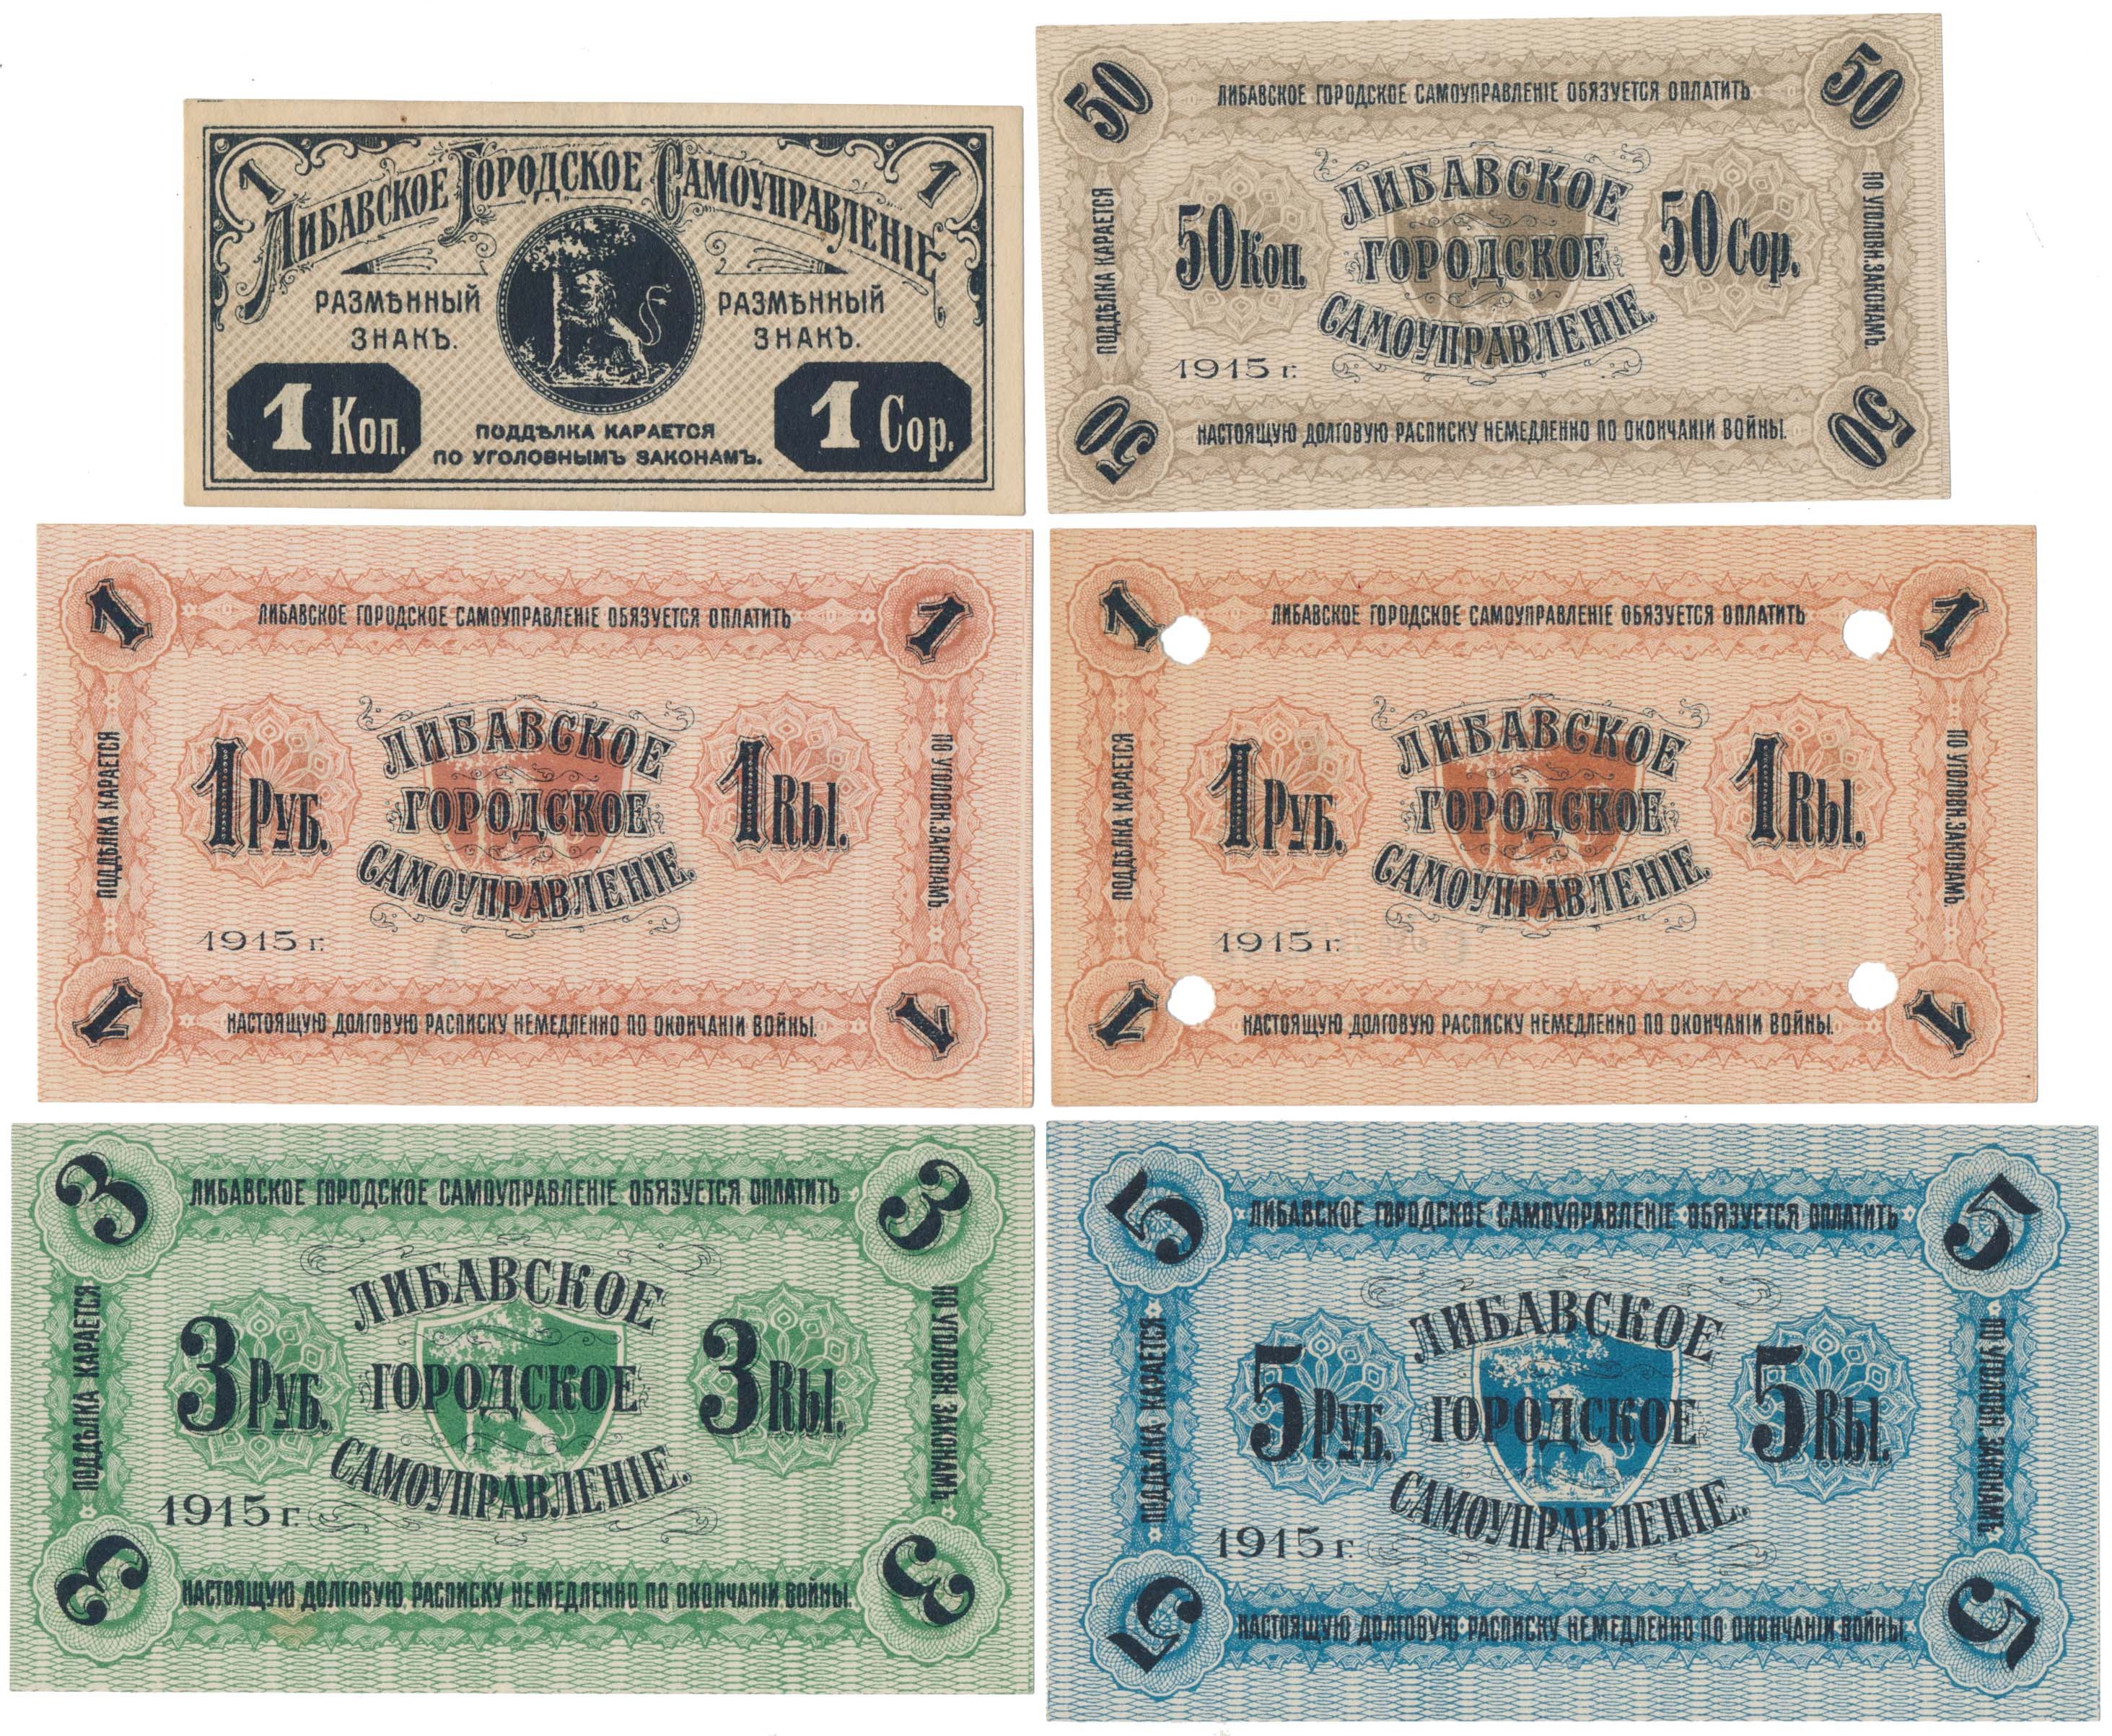 1 1
Либавское Городское Самоуправленіе
РАЗМѢННЫЙ РАЗМѢННЫЙ
ЗНАКЪ. ЗНАКЪ.
1 Коп. 1 Cop.
ПОДДѢЛКА КАРАЕТСЯ
ПО УГОЛОВНЫМЪ ЗАКОНАМЪ.
50 50
ЛИБАВСКОЕ ГОРОДСКОЕ САМОУПРАВЛЕНІЕ ОБЯЗУЕТСЯ ОПЛАТИТЬ
ПОДДѢЛКА КАРАЕТСЯ
ЛИБАВСКОЕ
50 Коп. ГОРОДСКОЕ 50 Cop.
САМОУПРАВЛЕНІЕ.
ПО УГОЛОВН. ЗАКОНАМЪ.
1915 г.
НАСТОЯЩУЮ ДОЛГОВУЮ РАСПИСКУ НЕМЕДЛЕННО ПО ОКОНЧАНІИ ВОЙНЫ.
50 50
1 1
ЛИБАВСКОЕ ГОРОДСКОЕ САМОУПРАВЛЕНІЕ ОБЯЗУЕТСЯ ОПЛАТИТЬ
ПОДДѢЛКА КАРАЕТСЯ
ЛИБАВСКОЕ
1 РУБ. ГОРОДСКОЕ 1 Rbl.
САМОУПРАВЛЕНІЕ.
ПО УГОЛОВН. ЗАКОНАМЪ.
1915 г.
НАСТОЯЩУЮ ДОЛГОВУЮ РАСПИСКУ НЕМЕДЛЕННО ПО ОКОНЧАНІИ ВОЙНЫ.
1 1
1 1
ЛИБАВСКОЕ ГОРОДСКОЕ САМОУПРАВЛЕНІЕ ОБЯЗУЕТСЯ ОПЛАТИТЬ
ПОДДѢЛКА КАРАЕТСЯ
ЛИБАВСКОЕ
1 РУБ. ГОРОДСКОЕ 1 Rbl.
САМОУПРАВЛЕНІЕ.
ПО УГОЛОВН. ЗАКОНАМЪ.
1915 г.
НАСТОЯЩУЮ ДОЛГОВУЮ РАСПИСКУ НЕМЕДЛЕННО ПО ОКОНЧАНІИ ВОЙНЫ.
1 1
3 3
ЛИБАВСКОЕ ГОРОДСКОЕ САМОУПРАВЛЕНІЕ ОБЯЗУЕТСЯ ОПЛАТИТЬ
ПОДДѢЛКА КАРАЕТСЯ
ЛИБАВСКОЕ
3 РУБ. ГОРОДСКОЕ 3 Rbl.
САМОУПРАВЛЕНІЕ.
ПО УГОЛОВН. ЗАКОНАМЪ.
1915 г.
НАСТОЯЩУЮ ДОЛГОВУЮ РАСПИСКУ НЕМЕДЛЕННО ПО ОКОНЧАНІИ ВОЙНЫ.
3 3
5 5
ЛИБАВСКОЕ ГОРОДСКОЕ САМОУПРАВЛЕНІЕ ОБЯЗУЕТСЯ ОПЛАТИТЬ
ПОДДѢЛКА КАРАЕТСЯ
ЛИБАВСКОЕ
5 РУБ. ГОРОДСКОЕ 5 Rbl.
САМОУПРАВЛЕНІЕ.
ПО УГОЛОВН. ЗАКОНАМЪ
1915 г.
НАСТОЯЩУЮ ДОЛГОВУЮ РАСПИСКУ НЕМЕДЛЕННО ПО ОКОНЧАНІИ ВОЙНЫ.
5 5